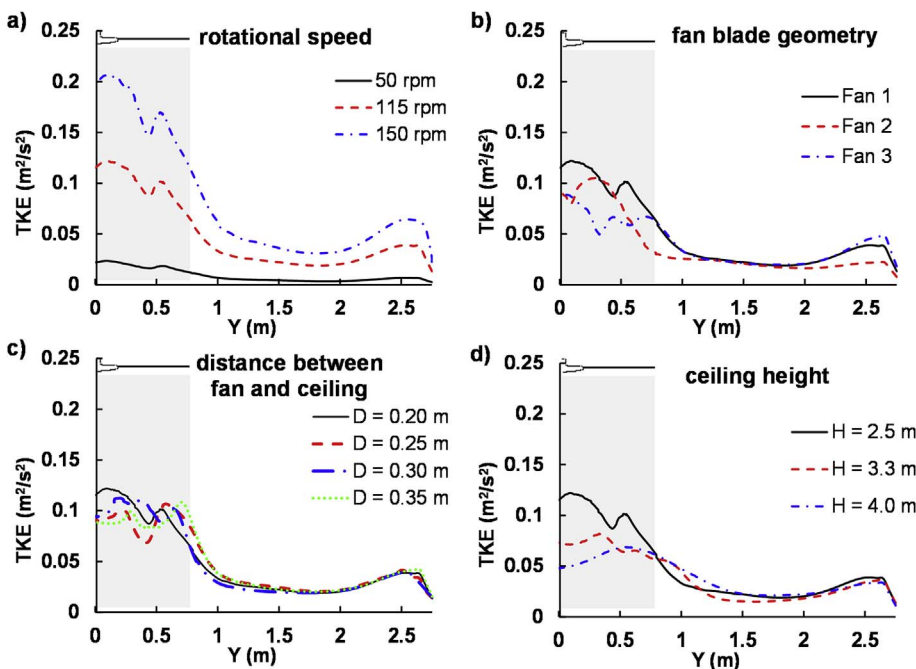 a)
rotational speed
50 rpm
115 rpm
150 rpm
TKE (m²/s²)
0.25
0.2
0.15
0.1
0.05
0
0 0.5 1 1.5 2 2.5
Y (m)
b)
fan blade geometry
Fan 1
Fan 2
Fan 3
TKE (m²/s²)
0.25
0.2
0.15
0.1
0.05
0
0 0.5 1 1.5 2 2.5
Y (m)
c)
distance between
fan and ceiling
D = 0.20 m
D = 0.25 m
D = 0.30 m
D = 0.35 m
TKE (m²/s²)
0.25
0.2
0.15
0.1
0.05
0
0 0.5 1 1.5 2 2.5
Y (m)
d)
ceiling height
H = 2.5 m
H = 3.3 m
H = 4.0 m
TKE (m²/s²)
0.25
0.2
0.15
0.1
0.05
0
0 0.5 1 1.5 2 2.5
Y (m)